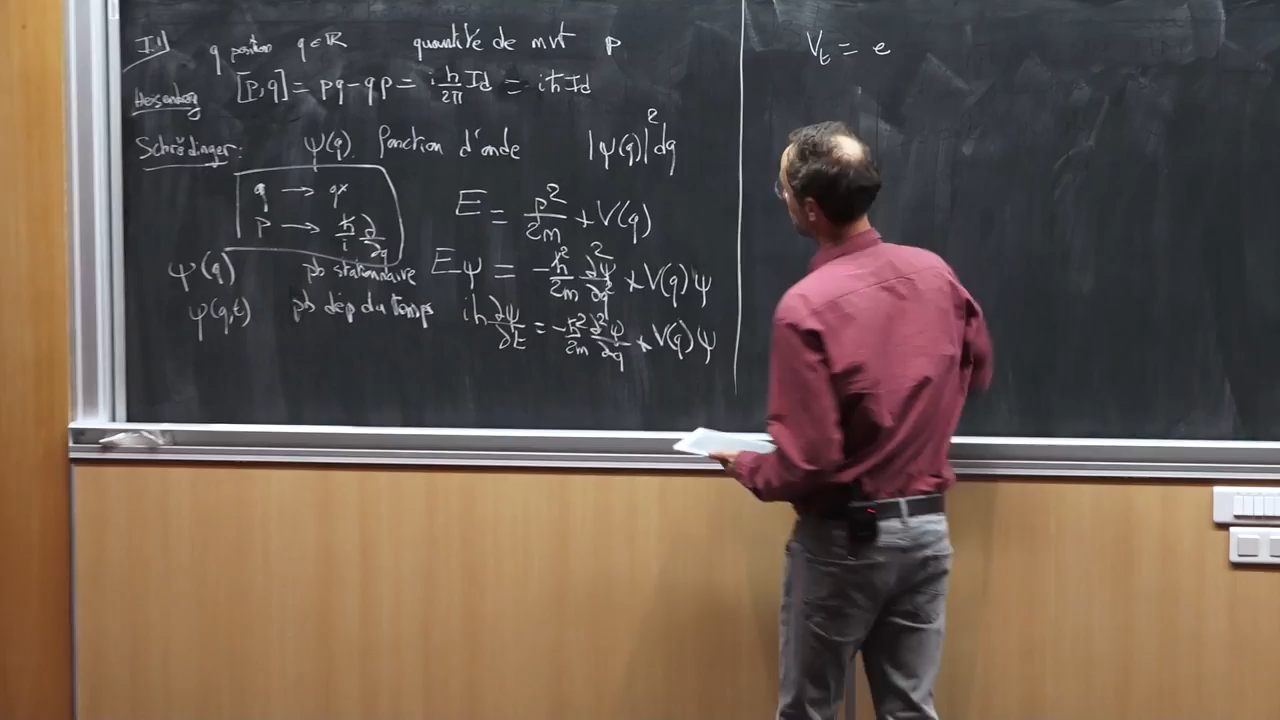 I.1) q position q ∈ ℝ quantité de mvt p
Heisenberg [p,q] = pq - qp = i h/2π Id = iħ Id
Schrödinger: ψ(q) fonction d'onde |ψ(q)|² dq
q → qx
p → ħ/i ∂/∂q
E = p²/2m + V(q)
ψ(q) pb stationnaire Eψ = -ħ²/2m ∂²ψ/∂q² + V(q)ψ
ψ(q,t) pb dép du temps iħ ∂ψ/∂t = -ħ²/2m ∂²ψ/∂q + V(q)ψ
V_t = e